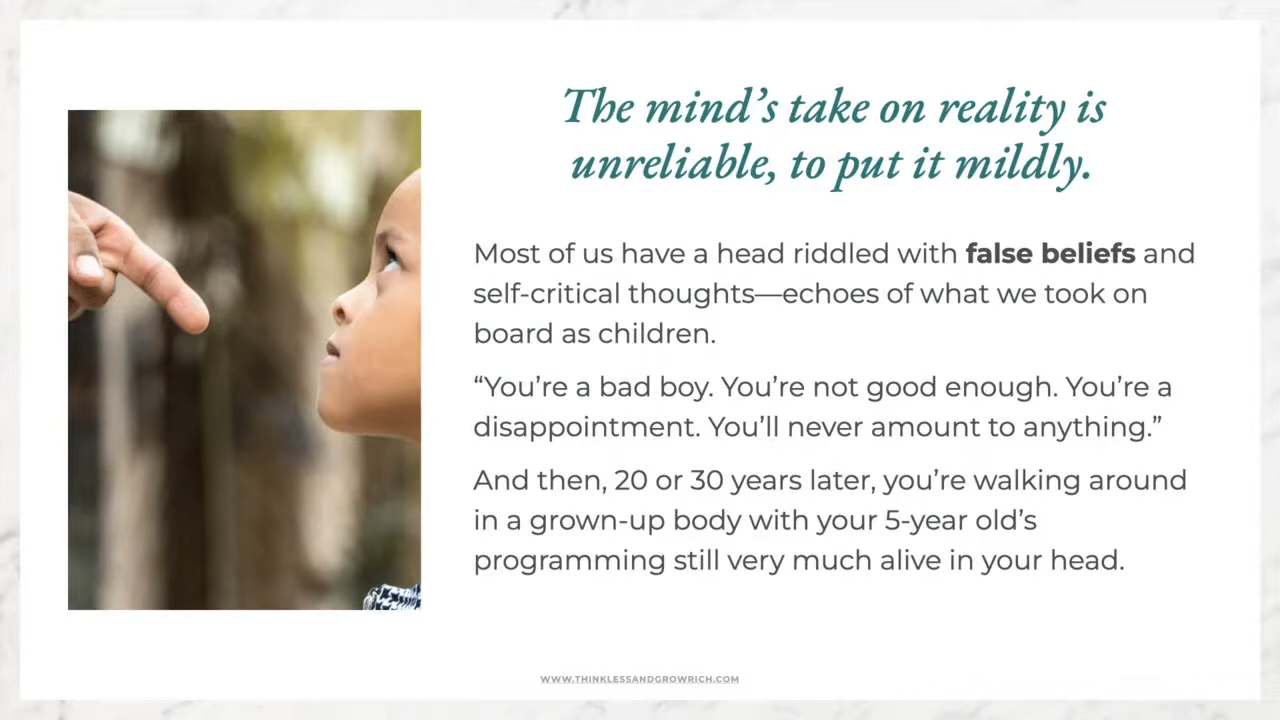 The mind’s take on reality is
unreliable, to put it mildly.
Most of us have a head riddled with false beliefs and
self-critical thoughts—echoes of what we took on
board as children.
“You’re a bad boy. You’re not good enough. You’re a
disappointment. You’ll never amount to anything.”
And then, 20 or 30 years later, you’re walking around
in a grown-up body with your 5-year old’s
programming still very much alive in your head.
WWW.THINKLESSANDGROWRICH.COM